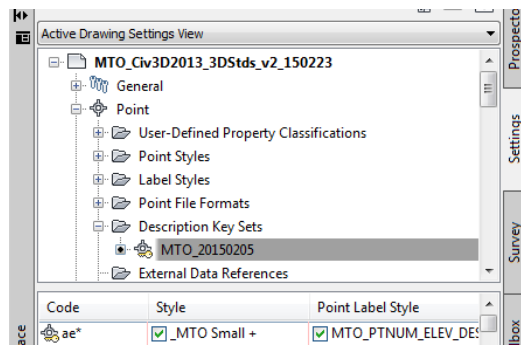 Active Drawing Settings View
MTO_Civ3D2013_3DStds_v2_150223
General
Point
User-Defined Property Classifications
Point Styles
Label Styles
Point File Formats
Description Key Sets
MTO_20150205
External Data References
Code Style Point Label Style
ae* _MTO Small + MTO_PTNUM_ELEV_DES
Prospecto
Settings
Survey
lbox
ace